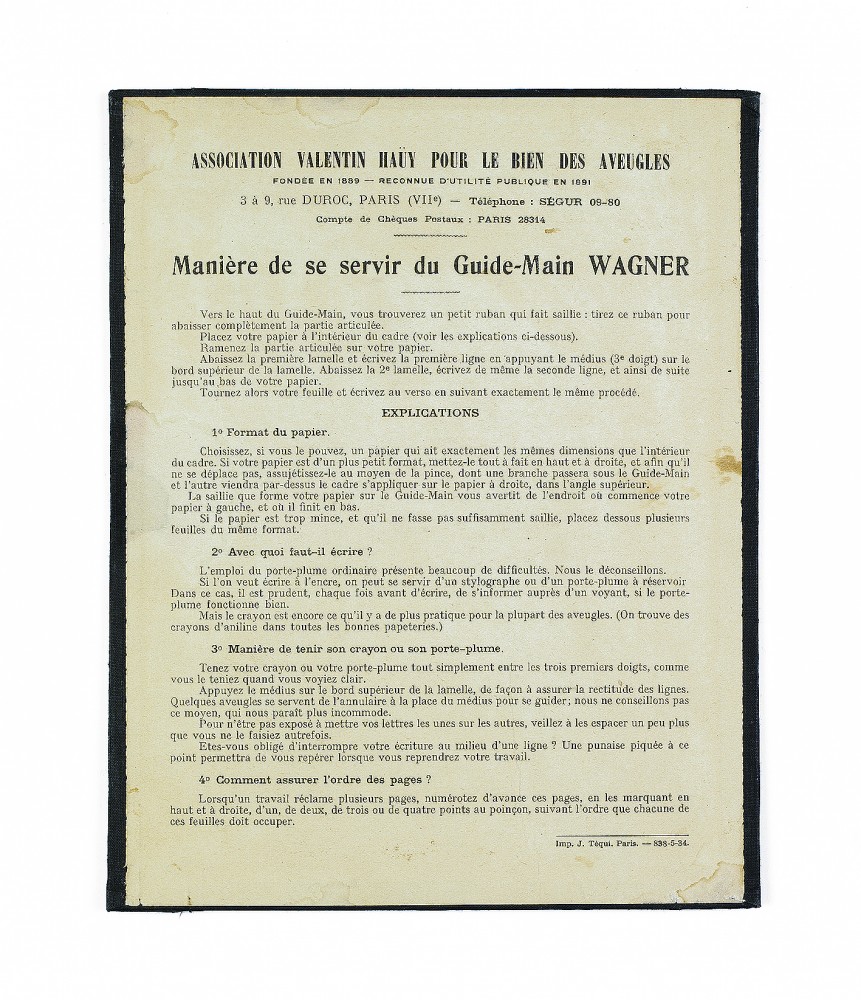 ASSOCIATION VALENTIN HAÜY POUR LE BIEN DES AVEUGLES
FONDÉE EN 1889 — RECONNUE D'UTILITÉ PUBLIQUE EN 1891
3 à 9, rue DUROC, PARIS (VIIe) — Téléphone : SÉGUR 08-80
Compte de Chèques Postaux : PARIS 28314
Manière de se servir du Guide-Main WAGNER
Vers le haut du Guide-Main, vous trouverez un petit ruban qui fait saillie : tirez ce ruban pour
abaisser complètement la partie articulée.
Placez votre papier à l'intérieur du cadre (voir les explications ci-dessous).
Ramenez la partie articulée sur votre papier.
Abaissez la première lamelle et écrivez la première ligne en appuyant le médius (3e doigt) sur le
bord supérieur de la lamelle. Abaissez la 2e lamelle, écrivez de même la seconde ligne, et ainsi de suite
jusqu'au bas de votre papier.
Tournez alors votre feuille et écrivez au verso en suivant exactement le même procédé.
EXPLICATIONS
1o Format du papier.
Choisissez, si vous le pouvez, un papier qui ait exactement les mêmes dimensions que l'intérieur
du cadre. Si votre papier est d'un plus petit format, mettez-le tout à fait en haut et à droite, et afin qu'il
ne se déplace pas, assujétissez-le au moyen de la pince, dont une branche passera sous le Guide-Main
et l'autre viendra par-dessus le cadre s'appliquer sur le papier à droite, dans l'angle supérieur.
La saillie que forme votre papier sur le Guide-Main vous avertit de l'endroit où commence votre
papier à gauche, et où il finit en bas.
Si le papier est trop mince, et qu'il ne fasse pas suffisamment saillie, placez dessous plusieurs
feuilles du même format.
2o Avec quoi faut-il écrire ?
L'emploi du porte-plume ordinaire présente beaucoup de difficultés. Nous le déconseillons.
Si l'on veut écrire à l'encre, on peut se servir d'un stylographe ou d'un porte-plume à réservoir
Dans ce cas, il est prudent, chaque fois avant d'écrire, de s'informer auprès d'un voyant, si le porte-
plume fonctionne bien.
Mais le crayon est encore ce qu'il y a de plus pratique pour la plupart des aveugles. (On trouve des
crayons d'aniline dans toutes les bonnes papeteries.)
3o Manière de tenir son crayon ou son porte-plume.
Tenez votre crayon ou votre porte-plume tout simplement entre les trois premiers doigts, comme
vous le teniez quand vous voyiez clair.
Appuyez le médius sur le bord supérieur de la lamelle, de façon à assurer la rectitude des lignes.
Quelques aveugles se servent de l'annulaire à la place du médius pour se guider; nous ne conseillons pas
ce moyen, qui nous paraît plus incommode.
Pour n'être pas exposé à mettre vos lettres les unes sur les autres, veillez à les espacer un peu plus
que vous ne le faisiez autrefois.
Etes-vous obligé d'interrompre votre écriture au milieu d'une ligne ? Une punaise piquée à ce
point permettra de vous repérer lorsque vous reprendrez votre travail.
4o Comment assurer l'ordre des pages ?
Lorsqu'un travail réclame plusieurs pages, numérotez d'avance ces pages, en les marquant en
haut et à droite, d'un, de deux, de trois ou de quatre points au poinçon, suivant l'ordre que chacune de
ces feuilles doit occuper.
Imp. J. Téqui, Paris. — 838-5-34.